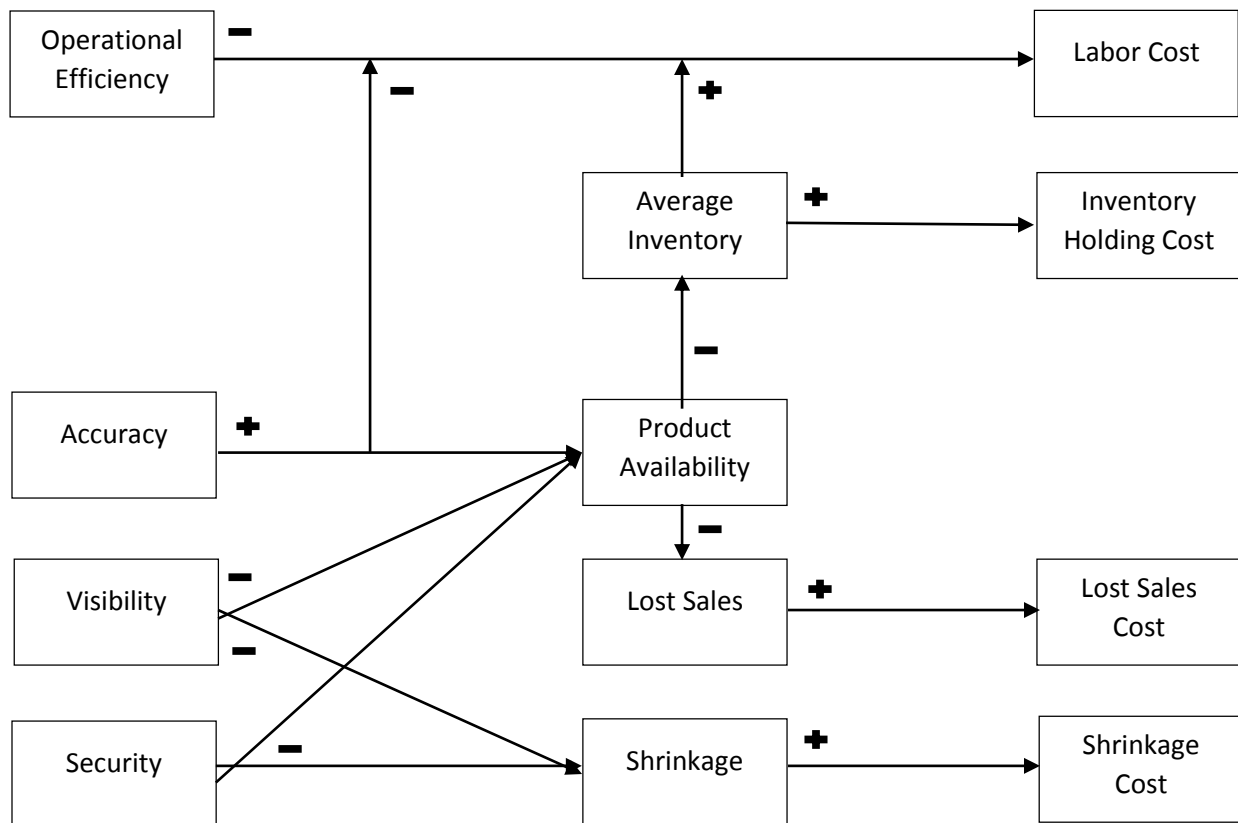 Operational
Efficiency
−
Labor Cost
−
+
Average
Inventory
+
Inventory
Holding Cost
−
Accuracy
+
Product
Availability
−
Visibility
−
−
Lost Sales
+
Lost Sales
Cost
Security
−
Shrinkage
+
Shrinkage
Cost